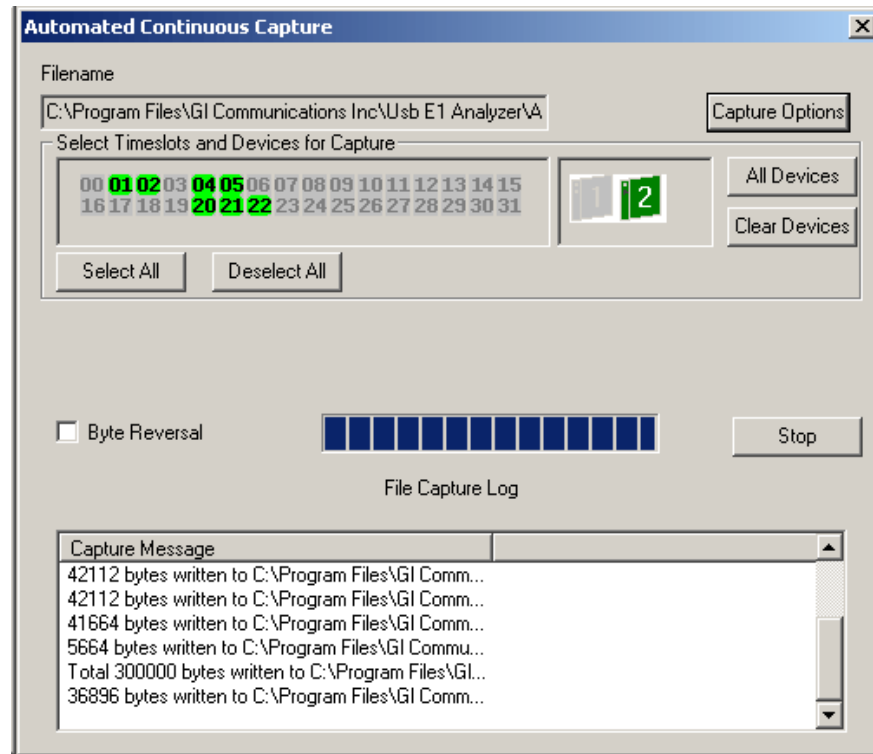 Automated Continuous Capture
Filename
C:\Program Files\GI Communications Inc\Usb E1 Analyzer\A
Capture Options
Select Timeslots and Devices for Capture
00 01 02 03 04 05 06 07 08 09 10 11 12 13 14 15
16 17 18 19 20 21 22 23 24 25 26 27 28 29 30 31
1 2
All Devices
Clear Devices
Select All Deselect All
Byte Reversal
Stop
File Capture Log
Capture Message
42112 bytes written to C:\Program Files\GI Comm...
42112 bytes written to C:\Program Files\GI Comm...
41664 bytes written to C:\Program Files\GI Comm...
5664 bytes written to C:\Program Files\GI Commu...
Total 300000 bytes written to C:\Program Files\GI...
36896 bytes written to C:\Program Files\GI Comm...